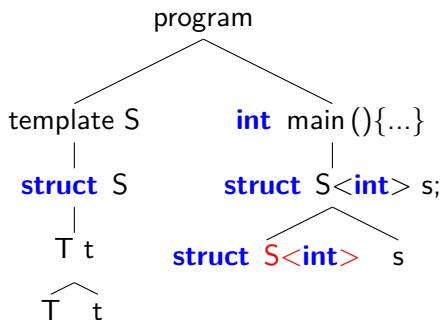 program
template S int main(){...}
struct S struct S<int> s;
T t struct S<int> s
T t